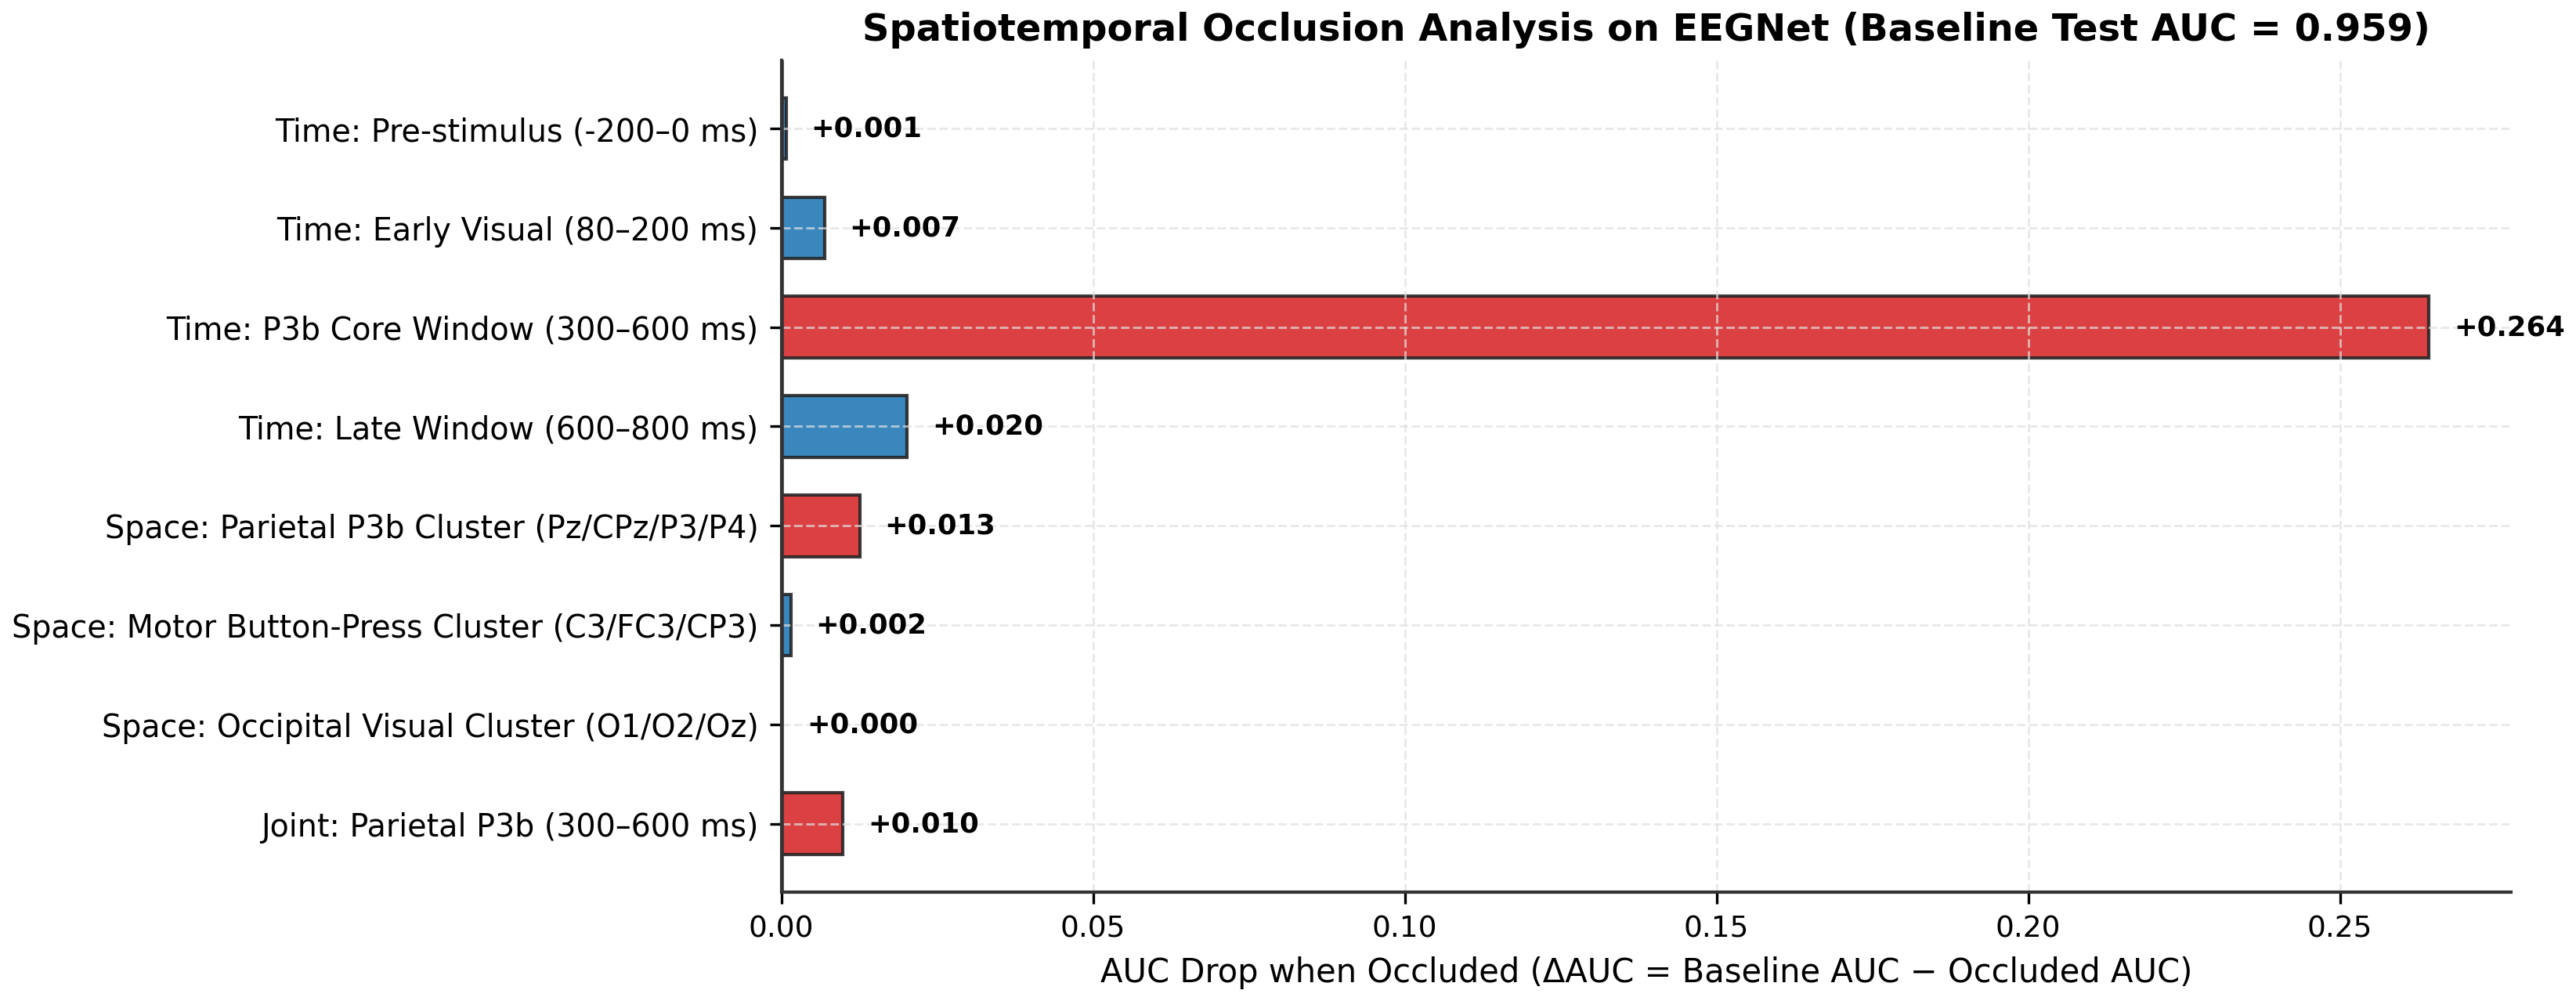 Spatiotemporal Occlusion Analysis on EEGNet (Baseline Test AUC = 0.959)
Time: Pre-stimulus (-200–0 ms)
+0.001
Time: Early Visual (80–200 ms)
+0.007
Time: P3b Core Window (300–600 ms)
+0.264
Time: Late Window (600–800 ms)
+0.020
Space: Parietal P3b Cluster (Pz/CPz/P3/P4)
+0.013
Space: Motor Button-Press Cluster (C3/FC3/CP3)
+0.002
Space: Occipital Visual Cluster (O1/O2/Oz)
+0.000
Joint: Parietal P3b (300–600 ms)
+0.010
0.00 0.05 0.10 0.15 0.20 0.25
AUC Drop when Occluded (ΔAUC = Baseline AUC − Occluded AUC)